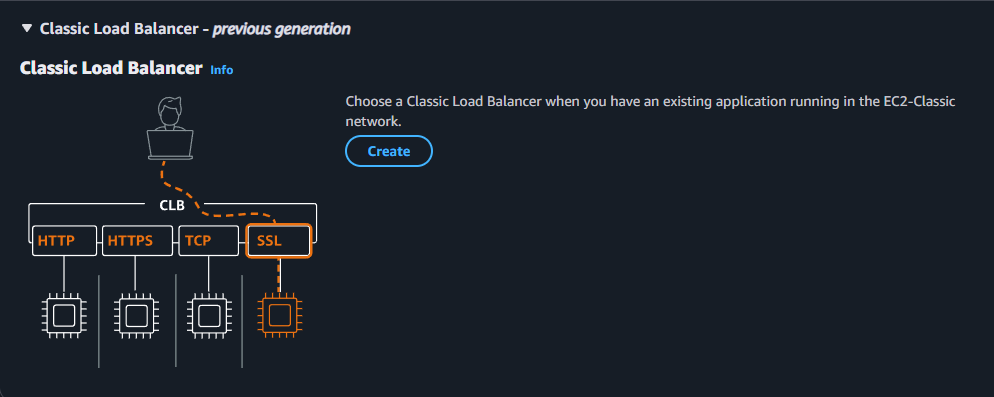 Classic Load Balancer - previous generation
Classic Load Balancer Info
Choose a Classic Load Balancer when you have an existing application running in the EC2-Classic
network.
Create
CLB
HTTP HTTPS TCP SSL